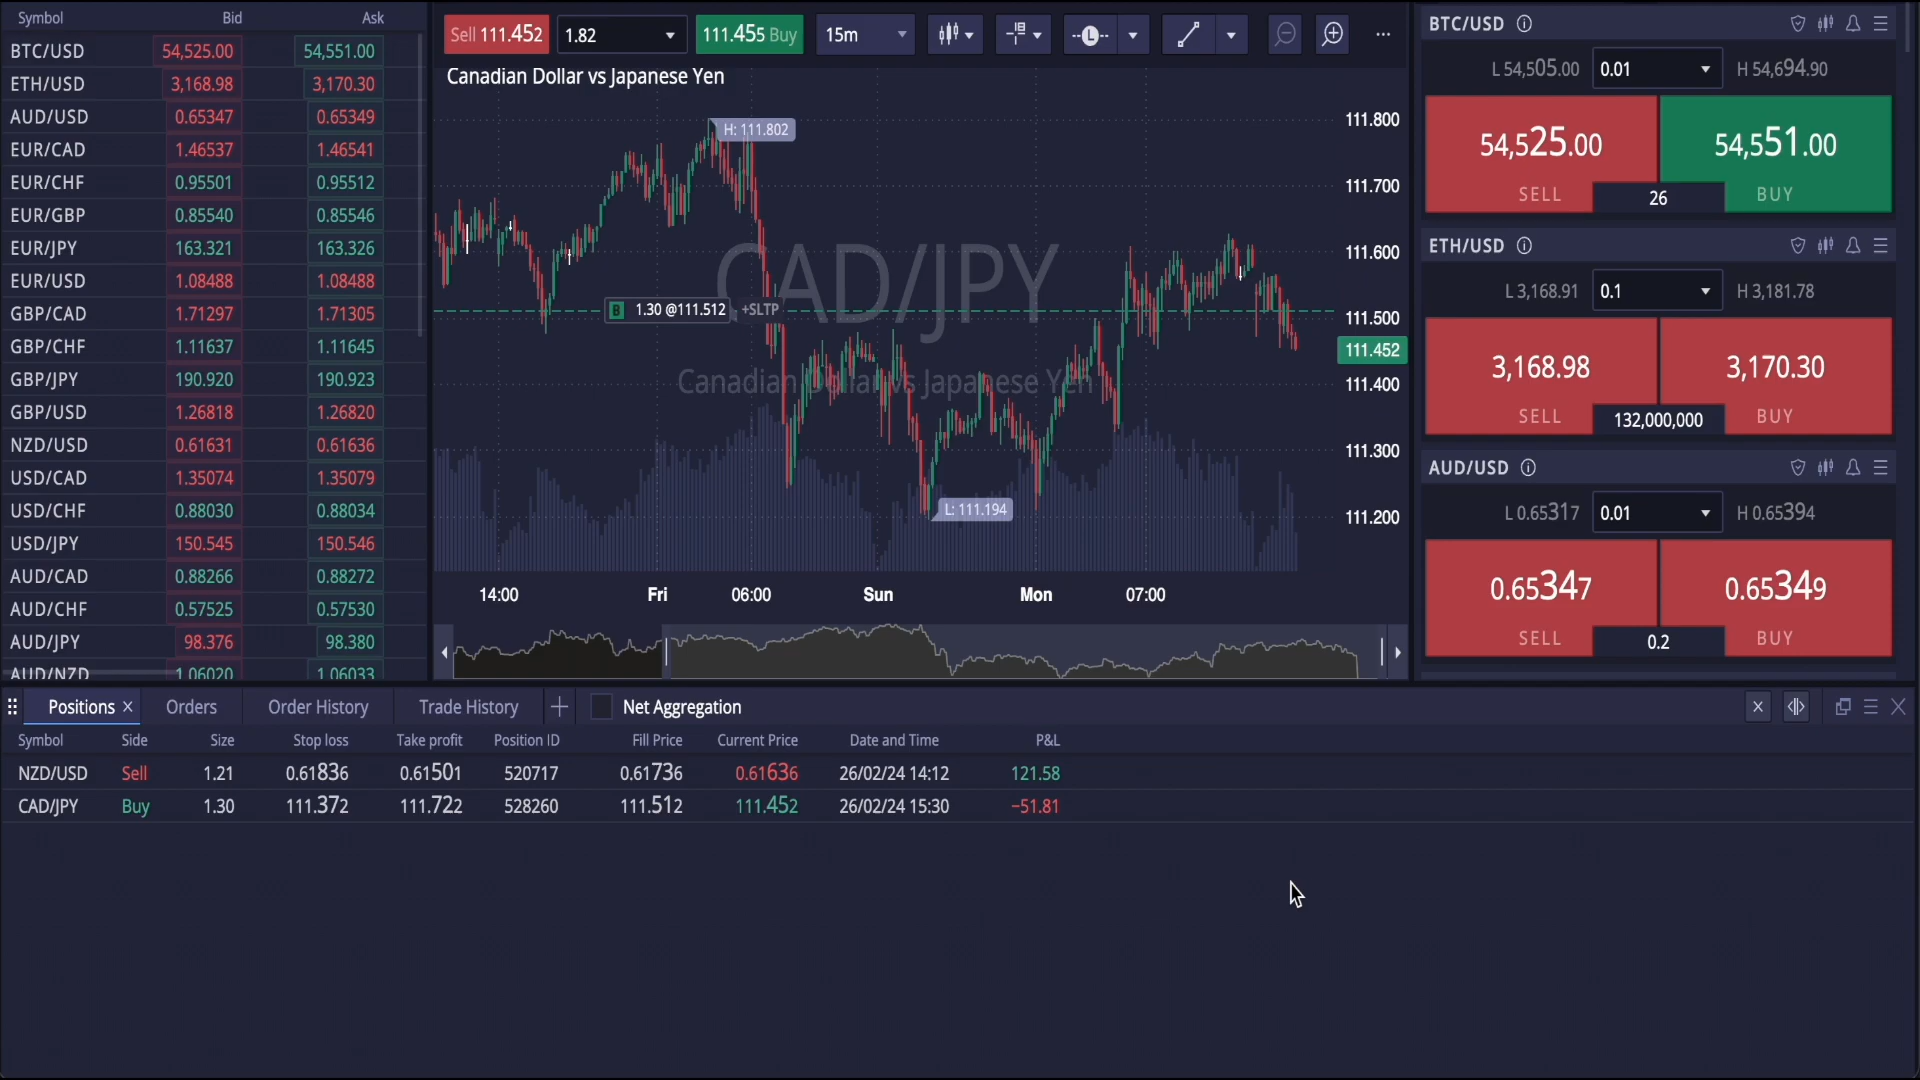 Symbol Bid Ask
BTC/USD 54,525.00 54,551.00
ETH/USD 3,168.98 3,170.30
AUD/USD 0.65347 0.65349
EUR/CAD 1.46537 1.46541
EUR/CHF 0.95501 0.95512
EUR/GBP 0.85540 0.85546
EUR/JPY 163.321 163.326
EUR/USD 1.08488 1.08488
GBP/CAD 1.71297 1.71305
GBP/CHF 1.11637 1.11645
GBP/JPY 190.920 190.923
GBP/USD 1.26818 1.26820
NZD/USD 0.61631 0.61636
USD/CAD 1.35074 1.35079
USD/CHF 0.88030 0.88034
USD/JPY 150.545 150.546
AUD/CAD 0.88266 0.88272
AUD/CHF 0.57525 0.57530
AUD/JPY 98.376 98.380
AUD/NZD 1.06020 1.06033
Sell 111.452 1.82 111.455 Buy 15m L
Canadian Dollar vs Japanese Yen
H: 111.802
CAD/JPY
Canadian Dollar vs Japanese Yen
B 1.30 @111.512 +SLTP
L: 111.194
111.800
111.700
111.600
111.500
111.452
111.400
111.300
111.200
14:00 Fri 06:00 Sun Mon 07:00
BTC/USD
L 54,505.00 0.01 H 54,694.90
54,525.00 54,551.00
SELL 26 BUY
ETH/USD
L 3,168.91 0.1 H 3,181.78
3,168.98 3,170.30
SELL 132,000,000 BUY
AUD/USD
L 0.65317 0.01 H 0.65394
0.65347 0.65349
SELL 0.2 BUY
Positions Orders Order History Trade History Net Aggregation
Symbol Side Size Stop loss Take profit Position ID Fill Price Current Price Date and Time P&L
NZD/USD Sell 1.21 0.61836 0.61501 520717 0.61736 0.61636 26/02/24 14:12 121.58
CAD/JPY Buy 1.30 111.372 111.722 528260 111.512 111.452 26/02/24 15:30 −51.81